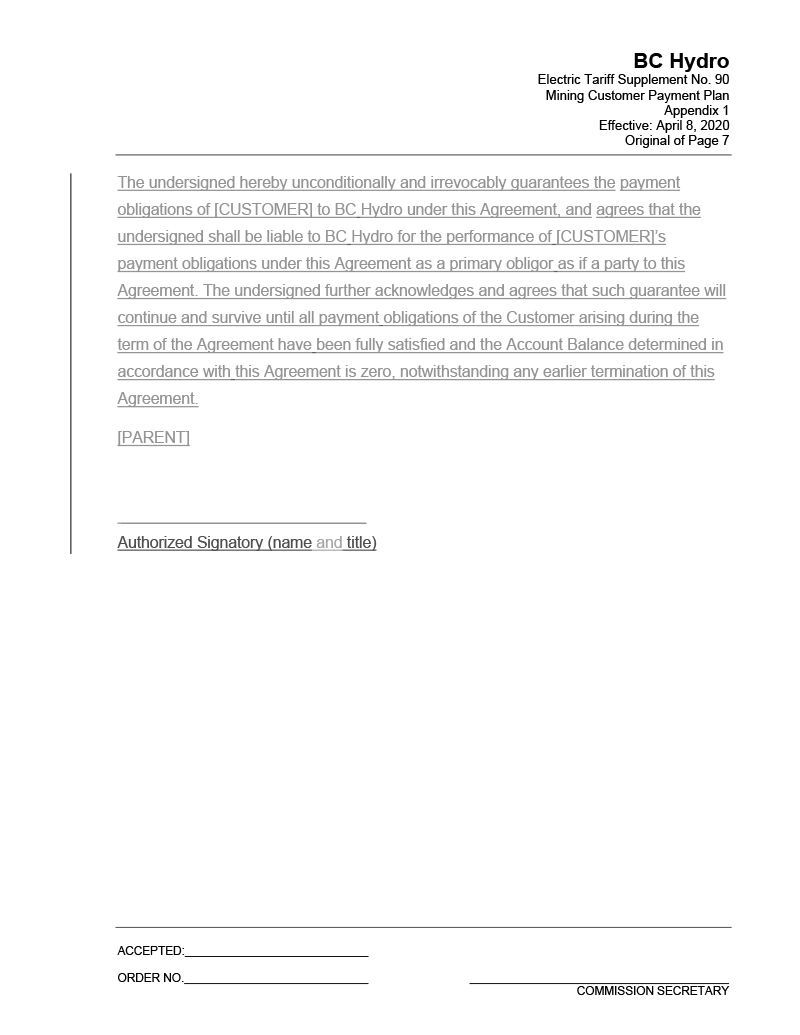 BC Hydro
Electric Tariff Supplement No. 90
Mining Customer Payment Plan
Appendix 1
Effective: April 8, 2020
Original of Page 7
The undersigned hereby unconditionally and irrevocably guarantees the payment
obligations of [CUSTOMER] to BC Hydro under this Agreement, and agrees that the
undersigned shall be liable to BC Hydro for the performance of [CUSTOMER]'s
payment obligations under this Agreement as a primary obligor as if a party to this
Agreement. The undersigned further acknowledges and agrees that such guarantee will
continue and survive until all payment obligations of the Customer arising during the
term of the Agreement have been fully satisfied and the Account Balance determined in
accordance with this Agreement is zero, notwithstanding any earlier termination of this
Agreement.
[PARENT]
Authorized Signatory (name and title)
ACCEPTED:
ORDER NO.
COMMISSION SECRETARY